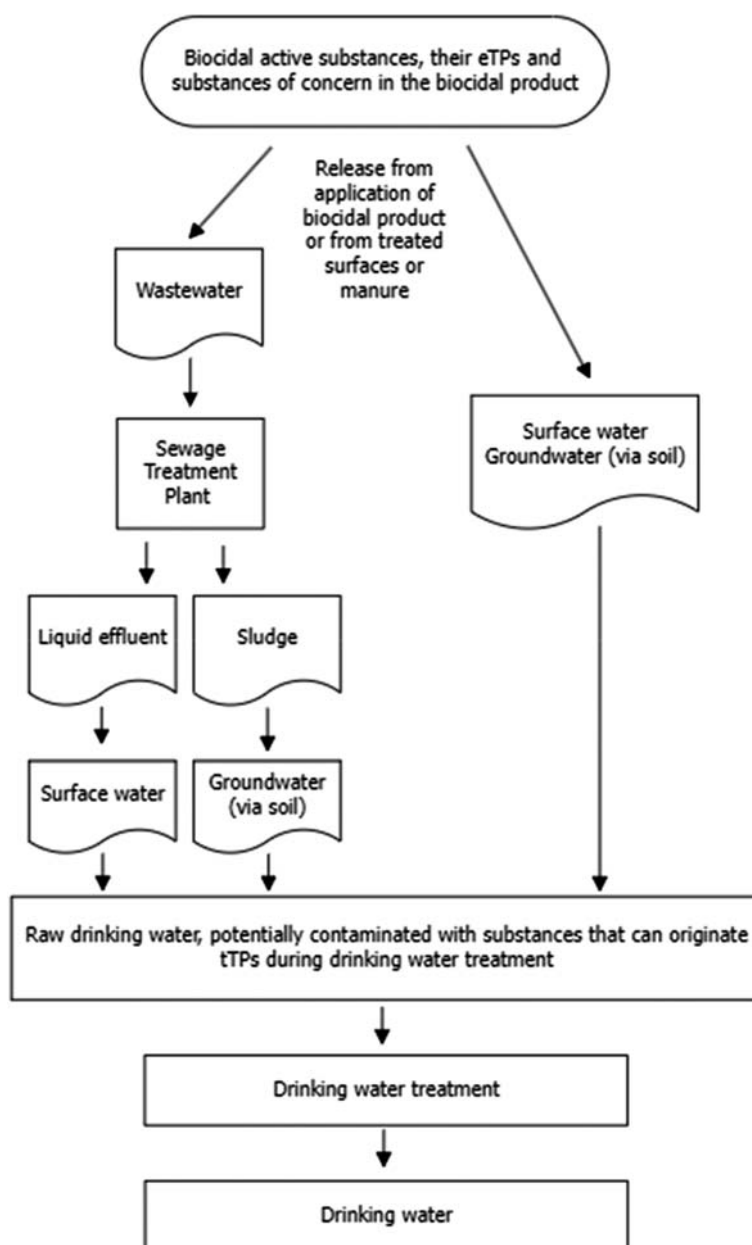 Biocidal active substances, their eTPs and
substances of concern in the biocidal product
Release from
application of
biocidal product
or from treated
surfaces or
manure
Wastewater
Sewage
Treatment
Plant
Surface water
Groundwater (via soil)
Liquid effluent
Sludge
Surface water
Groundwater
(via soil)
Raw drinking water, potentially contaminated with substances that can originate
tTPs during drinking water treatment
Drinking water treatment
Drinking water